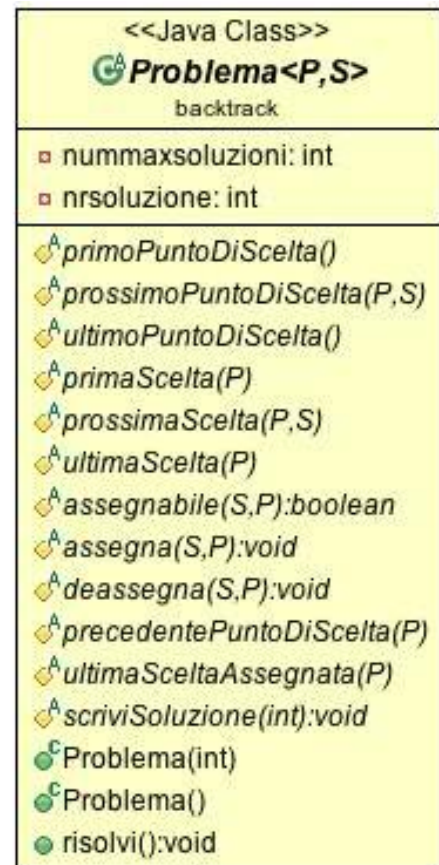 <<Java Class>>
Problema<P,S>
backtrack
nummaxsoluzioni: int
nrsoluzione: int
primoPuntoDiScelta()
prossimoPuntoDiScelta(P,S)
ultimoPuntoDiScelta()
primaScelta(P)
prossimaScelta(P,S)
ultimaScelta(P)
assegnabile(S,P):boolean
assegna(S,P):void
deassegna(S,P):void
precedentePuntoDiScelta(P)
ultimaSceltaAssegnata(P)
scriviSoluzione(int):void
Problema(int)
Problema()
risolvi():void